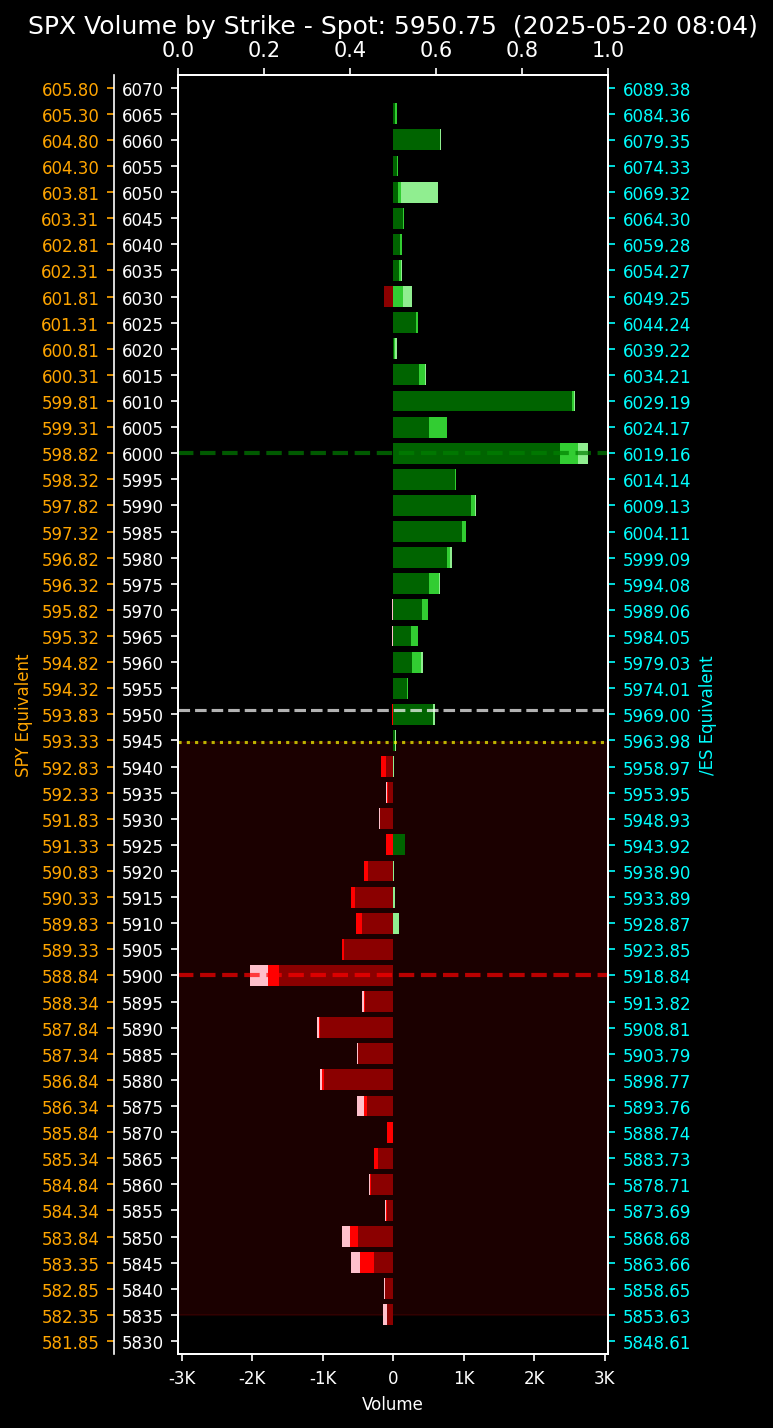 SPX Volume by Strike - Spot: 5950.75 (2025-05-20 08:04)
0.0 0.2 0.4 0.6 0.8 1.0
605.80 6070 6089.38
605.30 6065 6084.36
604.80 6060 6079.35
604.30 6055 6074.33
603.81 6050 6069.32
603.31 6045 6064.30
602.81 6040 6059.28
602.31 6035 6054.27
601.81 6030 6049.25
601.31 6025 6044.24
600.81 6020 6039.22
600.31 6015 6034.21
599.81 6010 6029.19
599.31 6005 6024.17
598.82 6000 6019.16
598.32 5995 6014.14
597.82 5990 6009.13
597.32 5985 6004.11
596.82 5980 5999.09
596.32 5975 5994.08
595.82 5970 5989.06
595.32 5965 5984.05
594.82 5960 5979.03
594.32 5955 5974.01
593.83 5950 5969.00
593.33 5945 5963.98
592.83 5940 5958.97
592.33 5935 5953.95
591.83 5930 5948.93
591.33 5925 5943.92
590.83 5920 5938.90
590.33 5915 5933.89
589.83 5910 5928.87
589.33 5905 5923.85
588.84 5900 5918.84
588.34 5895 5913.82
587.84 5890 5908.81
587.34 5885 5903.79
586.84 5880 5898.77
586.34 5875 5893.76
585.84 5870 5888.74
585.34 5865 5883.73
584.84 5860 5878.71
584.34 5855 5873.69
583.84 5850 5868.68
583.35 5845 5863.66
582.85 5840 5858.65
582.35 5835 5853.63
581.85 5830 5848.61
SPY Equivalent
/ES Equivalent
-3K -2K -1K 0 1K 2K 3K
Volume